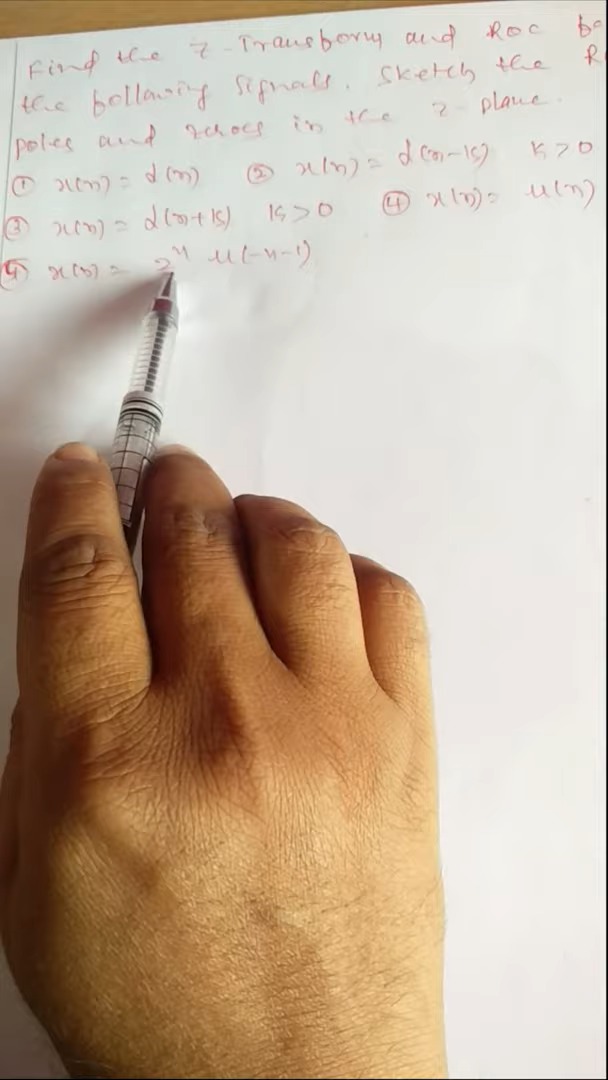 Find the z-Transform and ROC
the following signals. Sketch the
poles and zeros in the z-plane.
① x(n) = d(n) ② x(n) = d(n-k) k>0
③ x(n) = d(n+k) k>0 ④ x(n) = u(n)
x(n) = 2ⁿ u(-n-1)